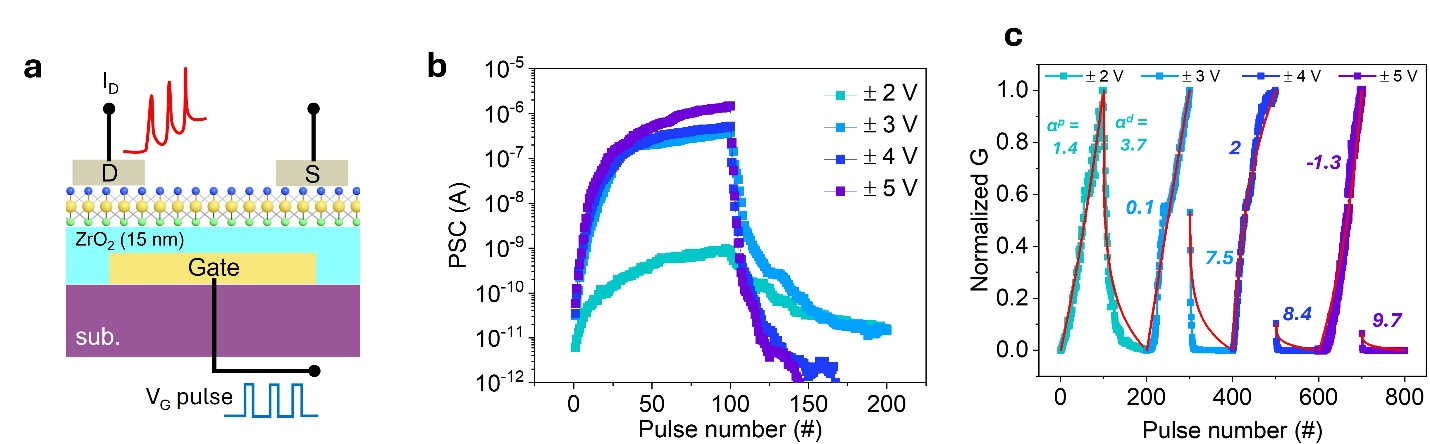 a
I_D
D
S
ZrO₂ (15 nm)
Gate
sub.
V_G pulse
b
PSC (A)
10⁻⁵
10⁻⁶
10⁻⁷
10⁻⁸
10⁻⁹
10⁻¹⁰
10⁻¹¹
10⁻¹²
± 2 V
± 3 V
± 4 V
± 5 V
0 50 100 150 200
Pulse number (#)
c
Normalized G
1.0
0.8
0.6
0.4
0.2
0.0
± 2 V ± 3 V ± 4 V ± 5 V
αᵖ =
1.4
αᵈ =
3.7
0.1
7.5
2
8.4
-1.3
9.7
0 200 400 600 800
Pulse number (#)